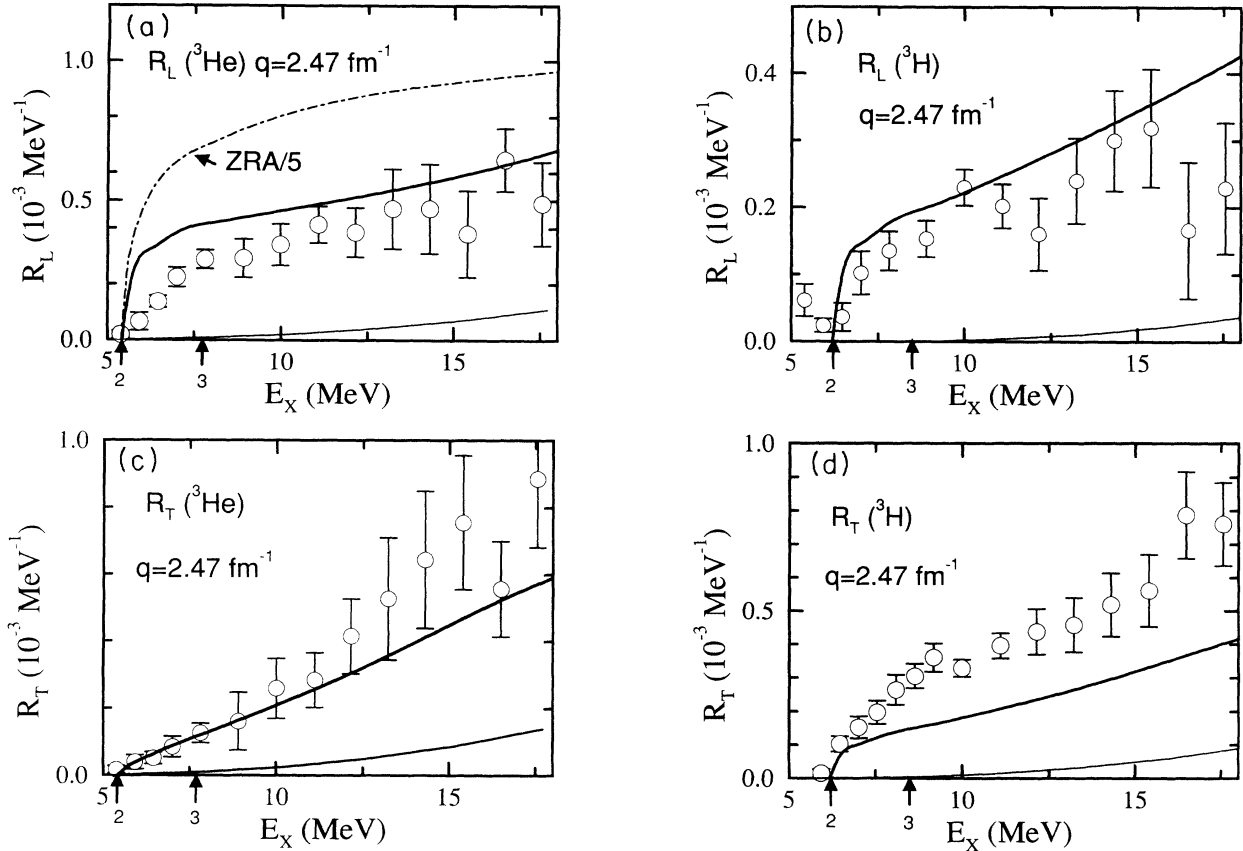 (a)
R_L (³He) q=2.47 fm⁻¹
ZRA/5
1.0
0.5
0.0
R_L (10⁻³ MeV⁻¹)
5
10
15
2
3
E_X (MeV)
(b)
R_L (³H)
q=2.47 fm⁻¹
0.4
0.2
0.0
R_L (10⁻³ MeV⁻¹)
5
10
15
2
3
E_X (MeV)
(c)
R_T (³He)
q=2.47 fm⁻¹
1.0
0.5
0.0
R_T (10⁻³ MeV⁻¹)
5
10
15
2
3
E_X (MeV)
(d)
R_T (³H)
q=2.47 fm⁻¹
1.0
0.5
0.0
R_T (10⁻³ MeV⁻¹)
5
10
15
2
3
E_X (MeV)